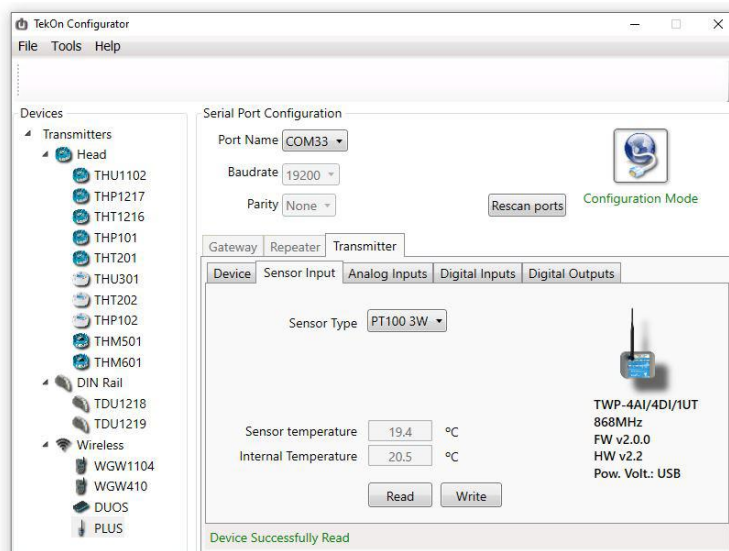 TekOn Configurator
File Tools Help
Devices
Transmitters
Head
THU1102
THP1217
THT1216
THP101
THT201
THU301
THT202
THP102
THM501
THM601
DIN Rail
TDU1218
TDU1219
Wireless
WGW1104
WGW410
DUOS
PLUS
Serial Port Configuration
Port Name COM33
Baudrate 19200
Parity None
Rescan ports
Configuration Mode
Gateway Repeater Transmitter
Device Sensor Input Analog Inputs Digital Inputs Digital Outputs
Sensor Type PT100 3W
Sensor temperature 19.4 ºC
Internal Temperature 20.5 ºC
Read Write
TWP-4AI/4DI/1UT
868MHz
FW v2.0.0
HW v2.2
Pow. Volt.: USB
Device Successfully Read